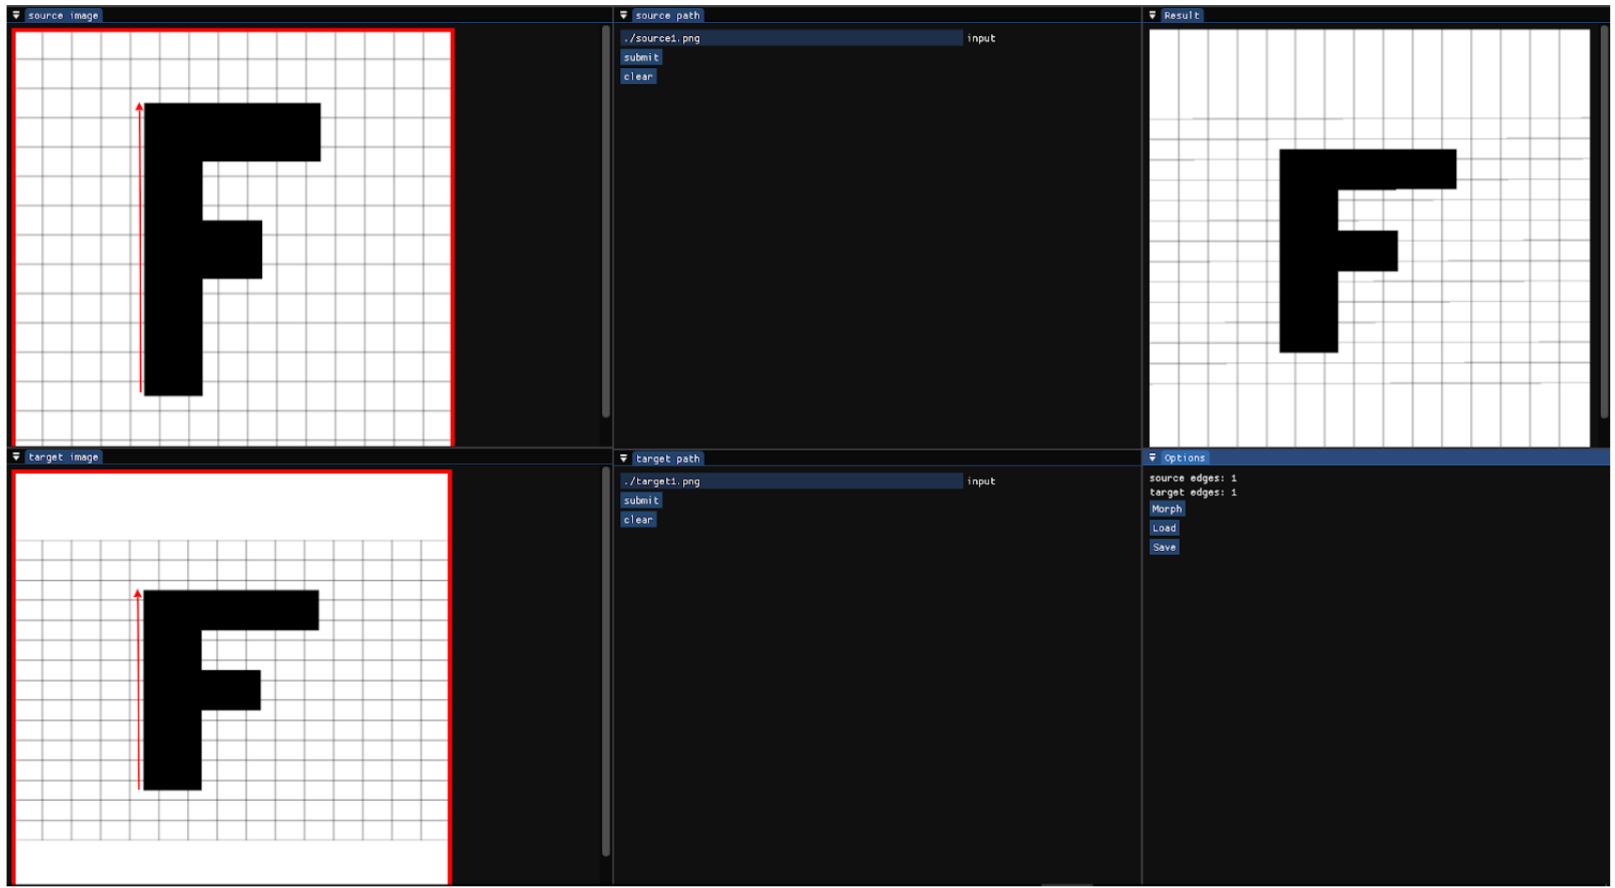 source image
source path
./source1.png input
submit
clear
Result
F
F
target image
target path
./target1.png input
submit
clear
Options
source edges: 1
target edges: 1
Morph
Load
Save
F